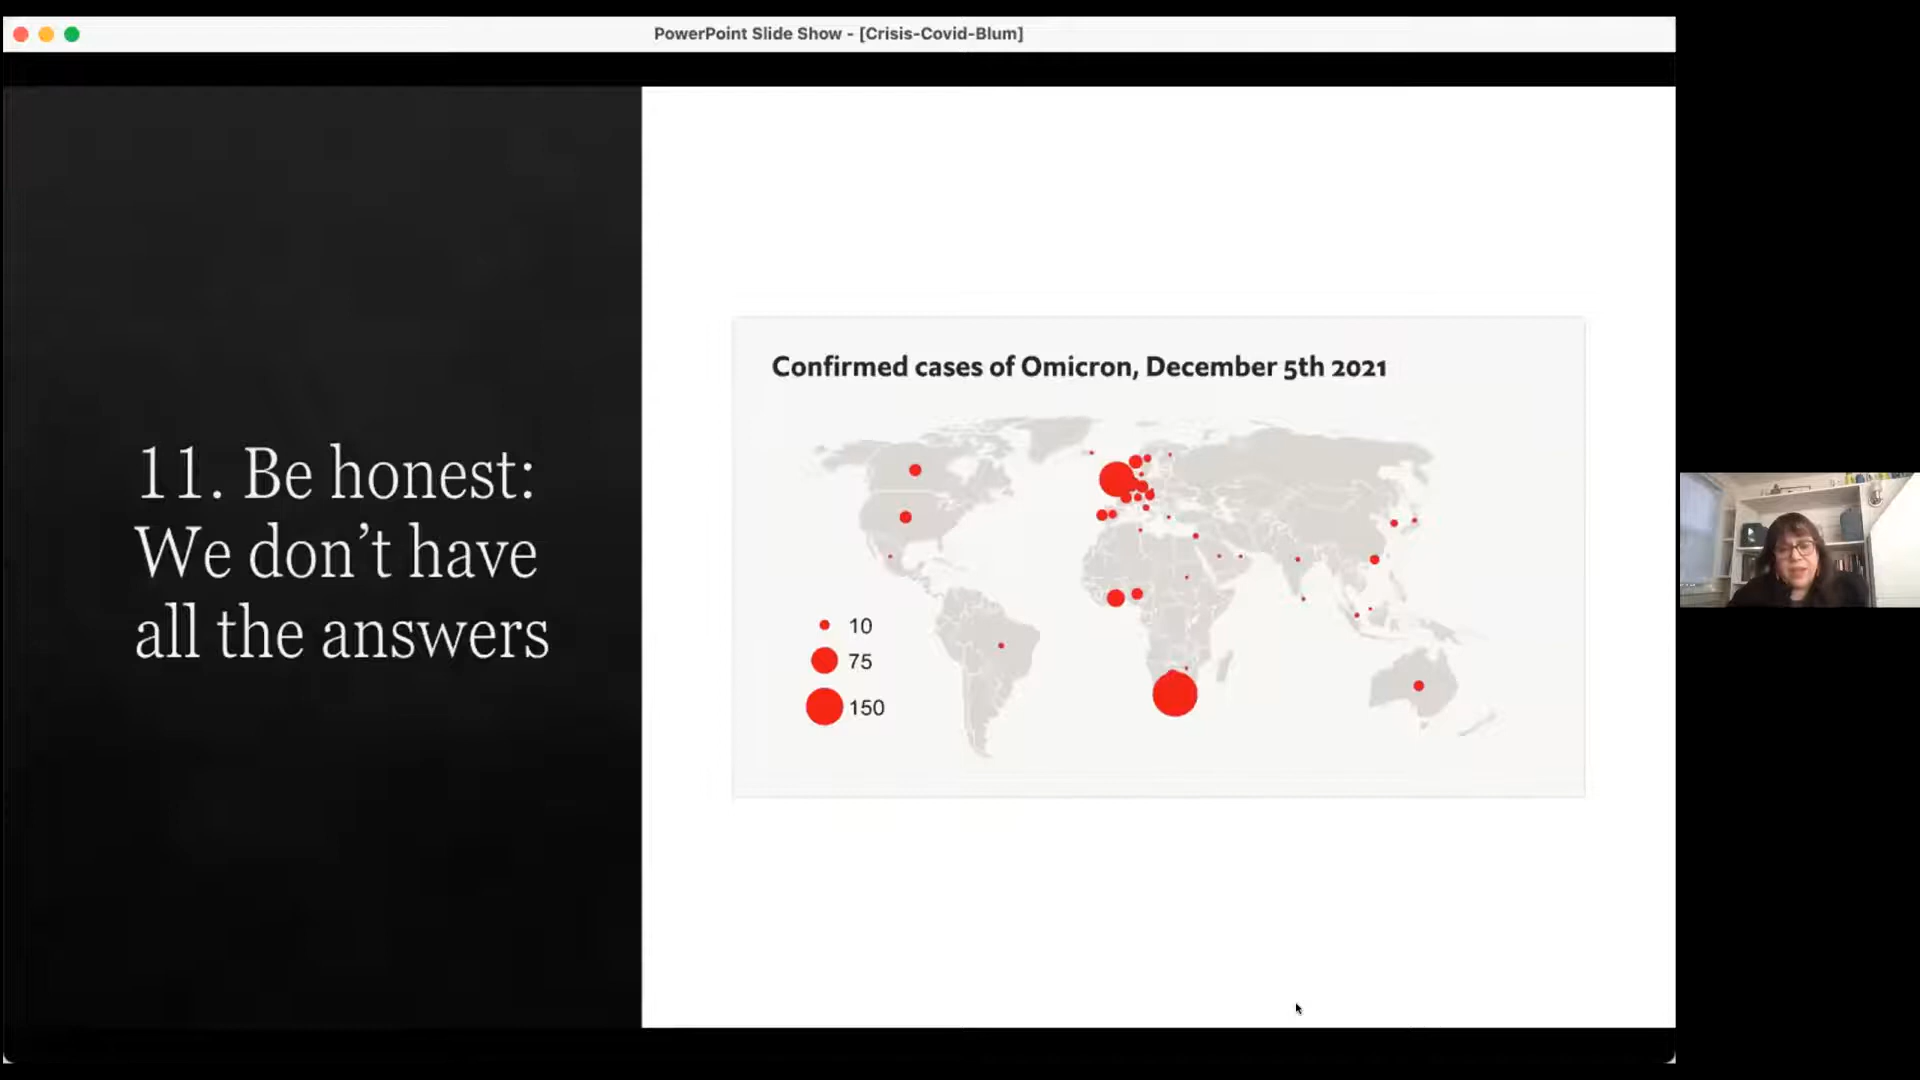 PowerPoint Slide Show - [Crisis-Covid-Blum]
11. Be honest:
We don’t have
all the answers
Confirmed cases of Omicron, December 5th 2021
10
75
150